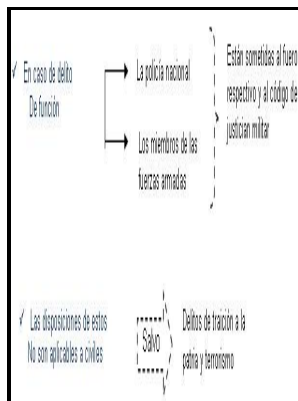 ✓ En caso de delito
De función
La policía nacional
Los miembros de las
fuerzas armadas
Están sometidas al fuero
respectivo y al código de
justician militar
✓ Las disposiciones de estos
No son aplicables a civiles
Salvo
Delitos de traición a la
patria y terrorismo